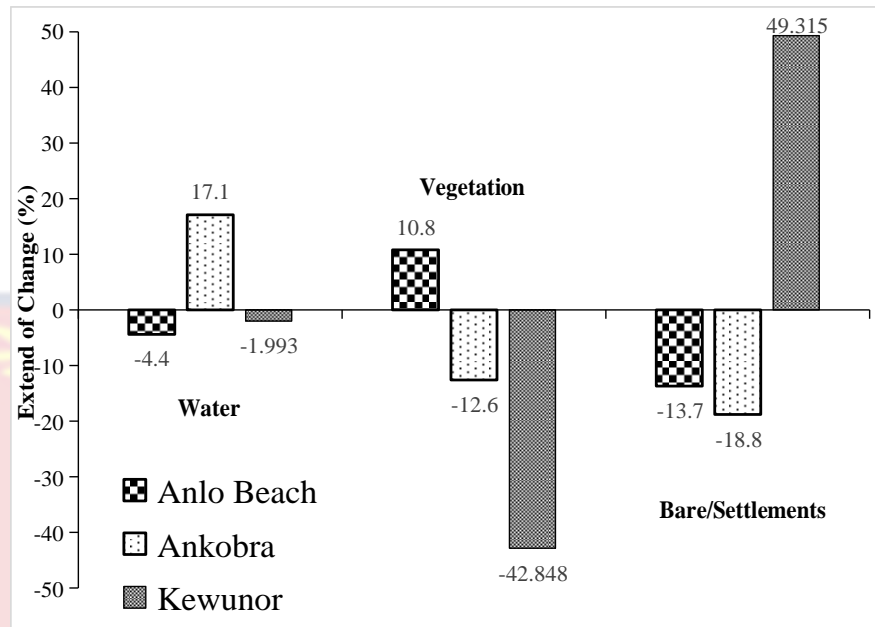 Extend of Change (%)
50
40
30
20
10
0
-10
-20
-30
-40
-50
-4.4
17.1
-1.993
Water
Vegetation
10.8
-12.6
-42.848
49.315
-13.7
-18.8
Bare/Settlements
Anlo Beach
Ankobra
Kewunor